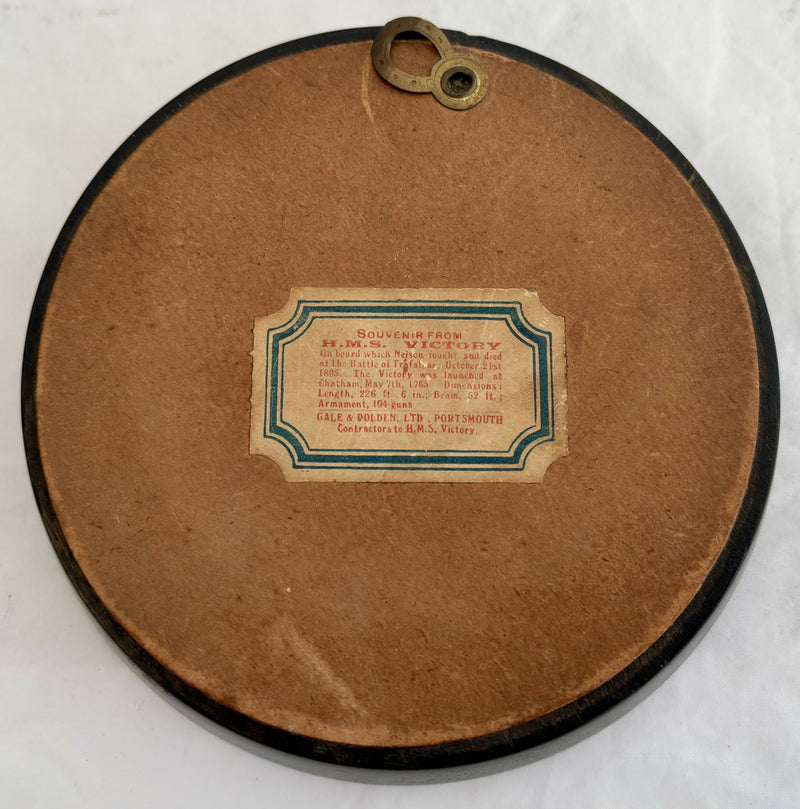 SOUVENIR FROM
H.M.S. VICTORY
On board which Nelson fought and died
at the Battle of Trafalgar, October 21st
1805. The Victory was launched at
Chatham, May 7th, 1765. Dimensions:
Length, 226 ft. 6 in.; Beam, 52 ft.;
Armament, 104 guns
GALE & POLDEN, LTD., PORTSMOUTH
Contractors to H.M.S. Victory.